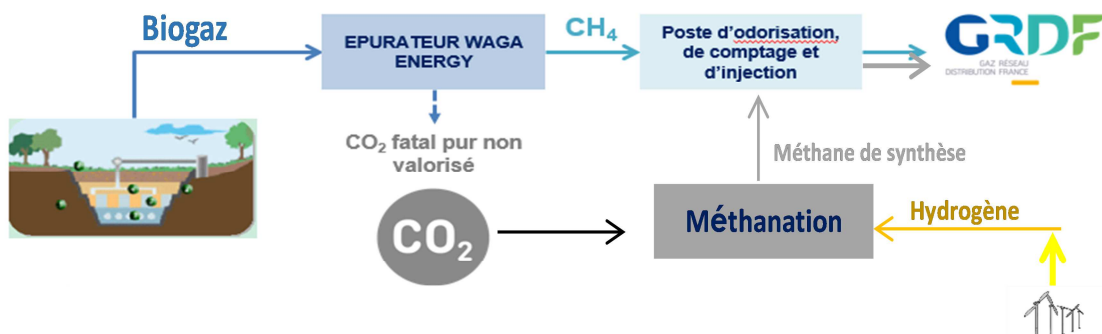 Biogaz
EPURATEUR WAGA
ENERGY
CH4
Poste d'odorisation,
de comptage et
d'injection
GRDF
GAZ RÉSEAU
DISTRIBUTION FRANCE
CO2 fatal pur non
valorisé
Méthane de synthèse
CO2
Méthanation
Hydrogène